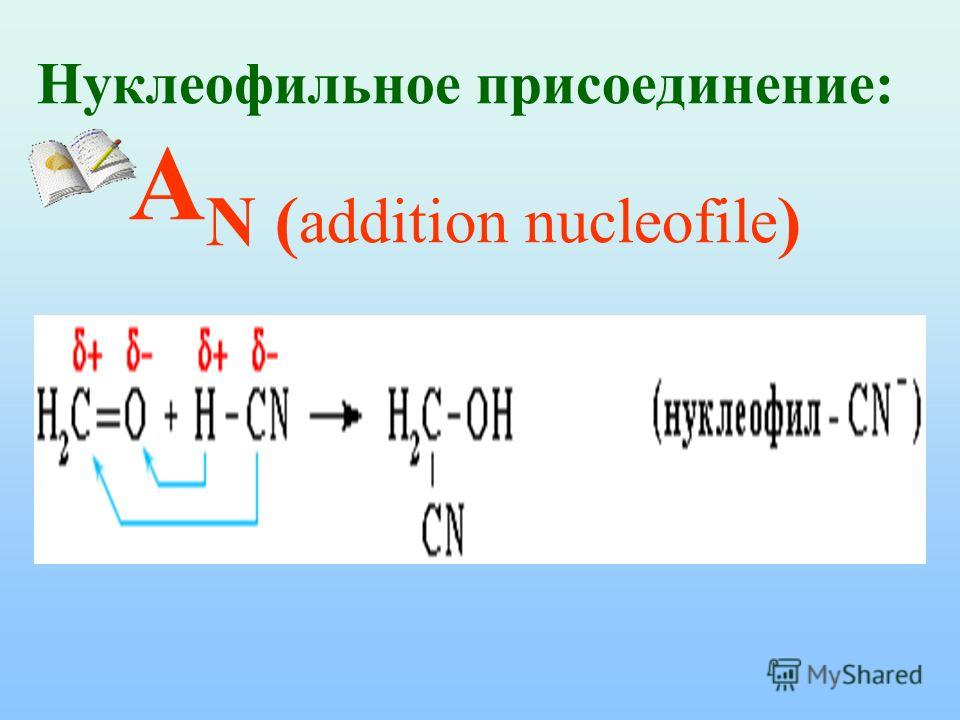 Нуклеофильное присоединение:
AN (addition nucleofile)
δ+ δ- δ+ δ-
H2C=O + H-CN → H2C-OH (нуклеофил - CN⁻)
CN
MyShared